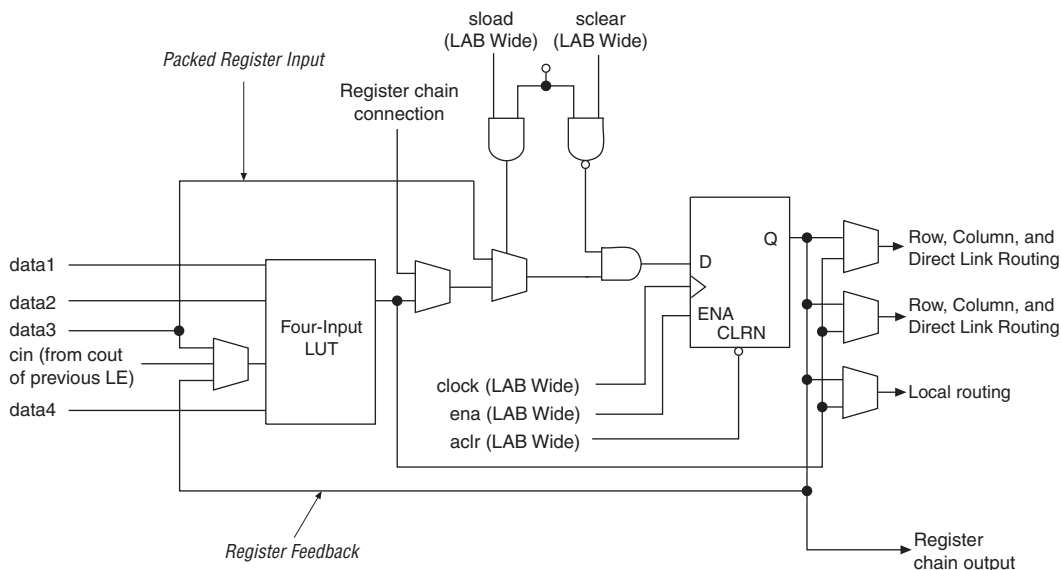 sload
(LAB Wide)
sclear
(LAB Wide)
Packed Register Input
Register chain
connection
Q
Row, Column, and
Direct Link Routing
data1
data2
data3
cin (from cout
of previous LE)
data4
Four-Input
LUT
D
ENA
CLRN
Row, Column, and
Direct Link Routing
clock (LAB Wide)
ena (LAB Wide)
aclr (LAB Wide)
Local routing
Register Feedback
Register
chain output